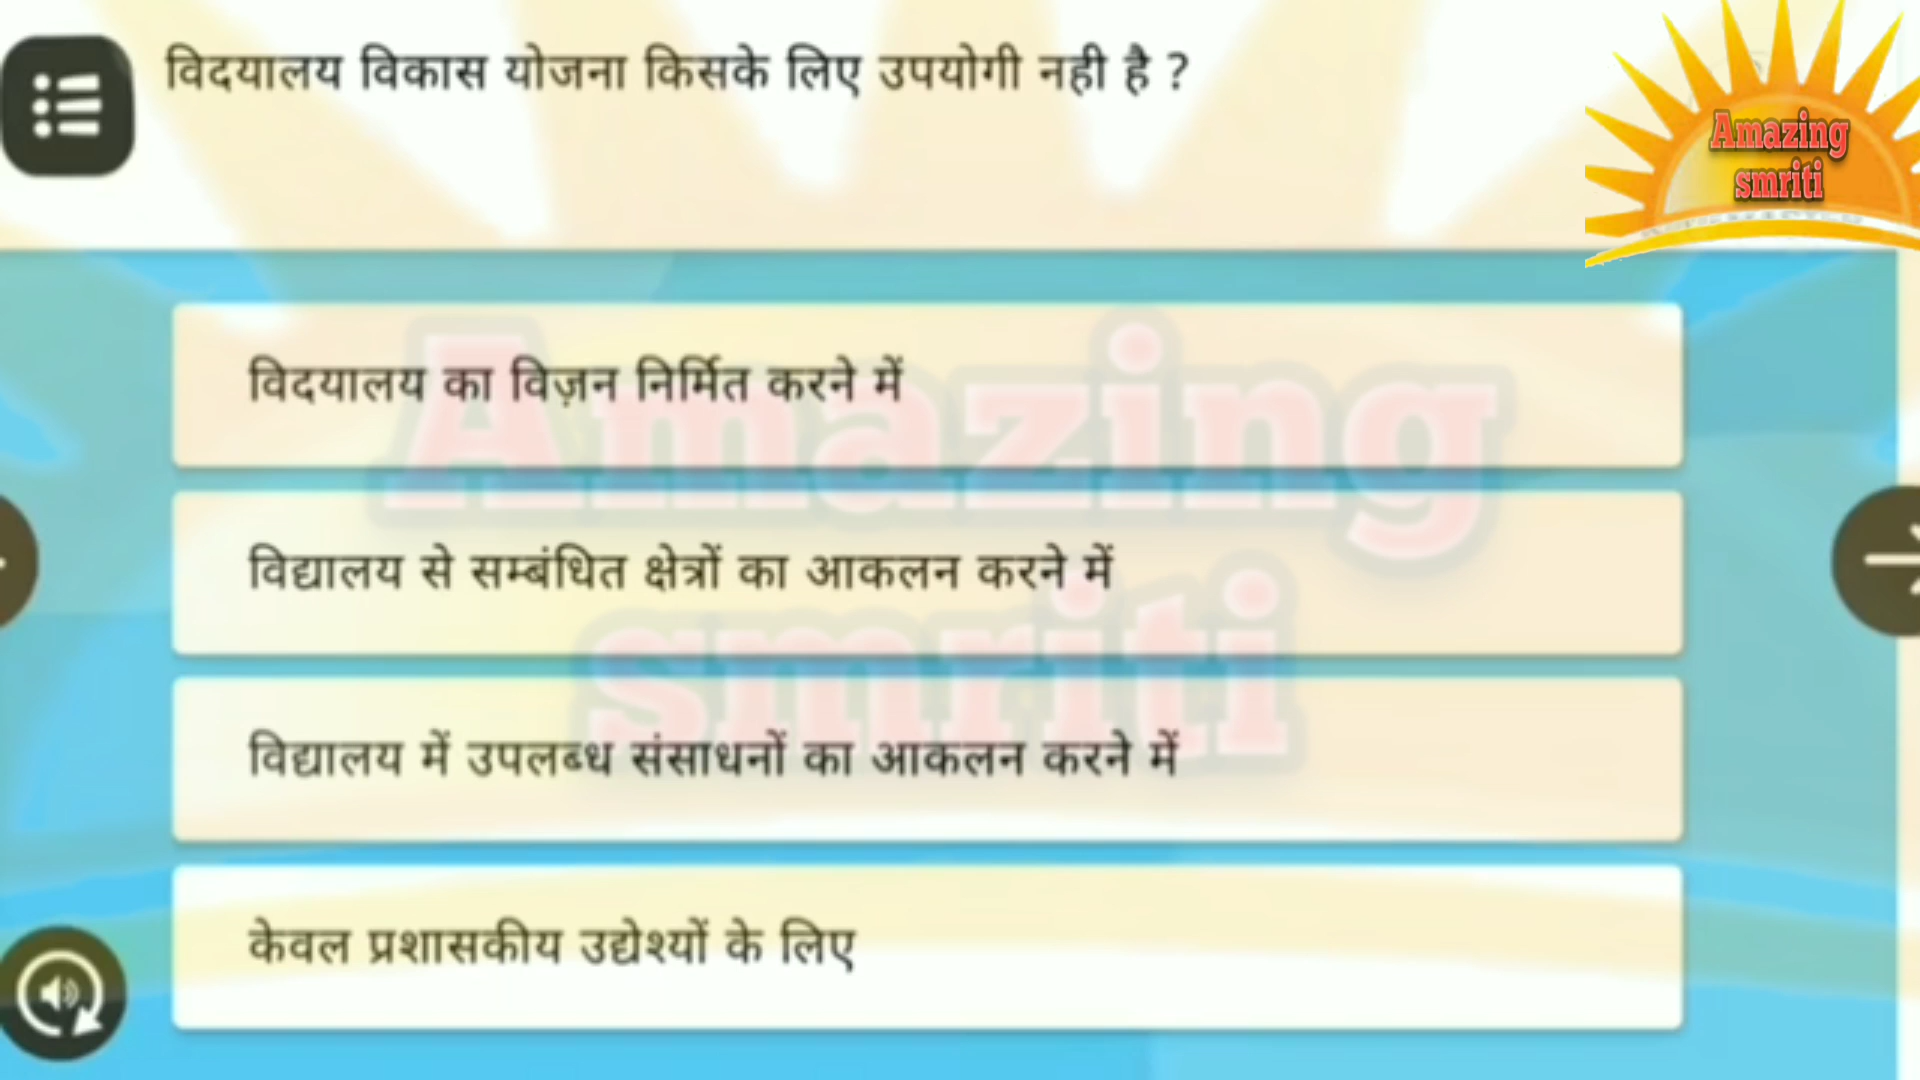 विदयालय विकास योजना किसके लिए उपयोगी नही है ?
Amazing
smriti
विदयालय का विज़न निर्मित करने में
विद्यालय से सम्बंधित क्षेत्रों का आकलन करने में
विद्यालय में उपलब्ध संसाधनों का आकलन करने में
केवल प्रशासकीय उद्येश्यों के लिए
Amazing
smriti